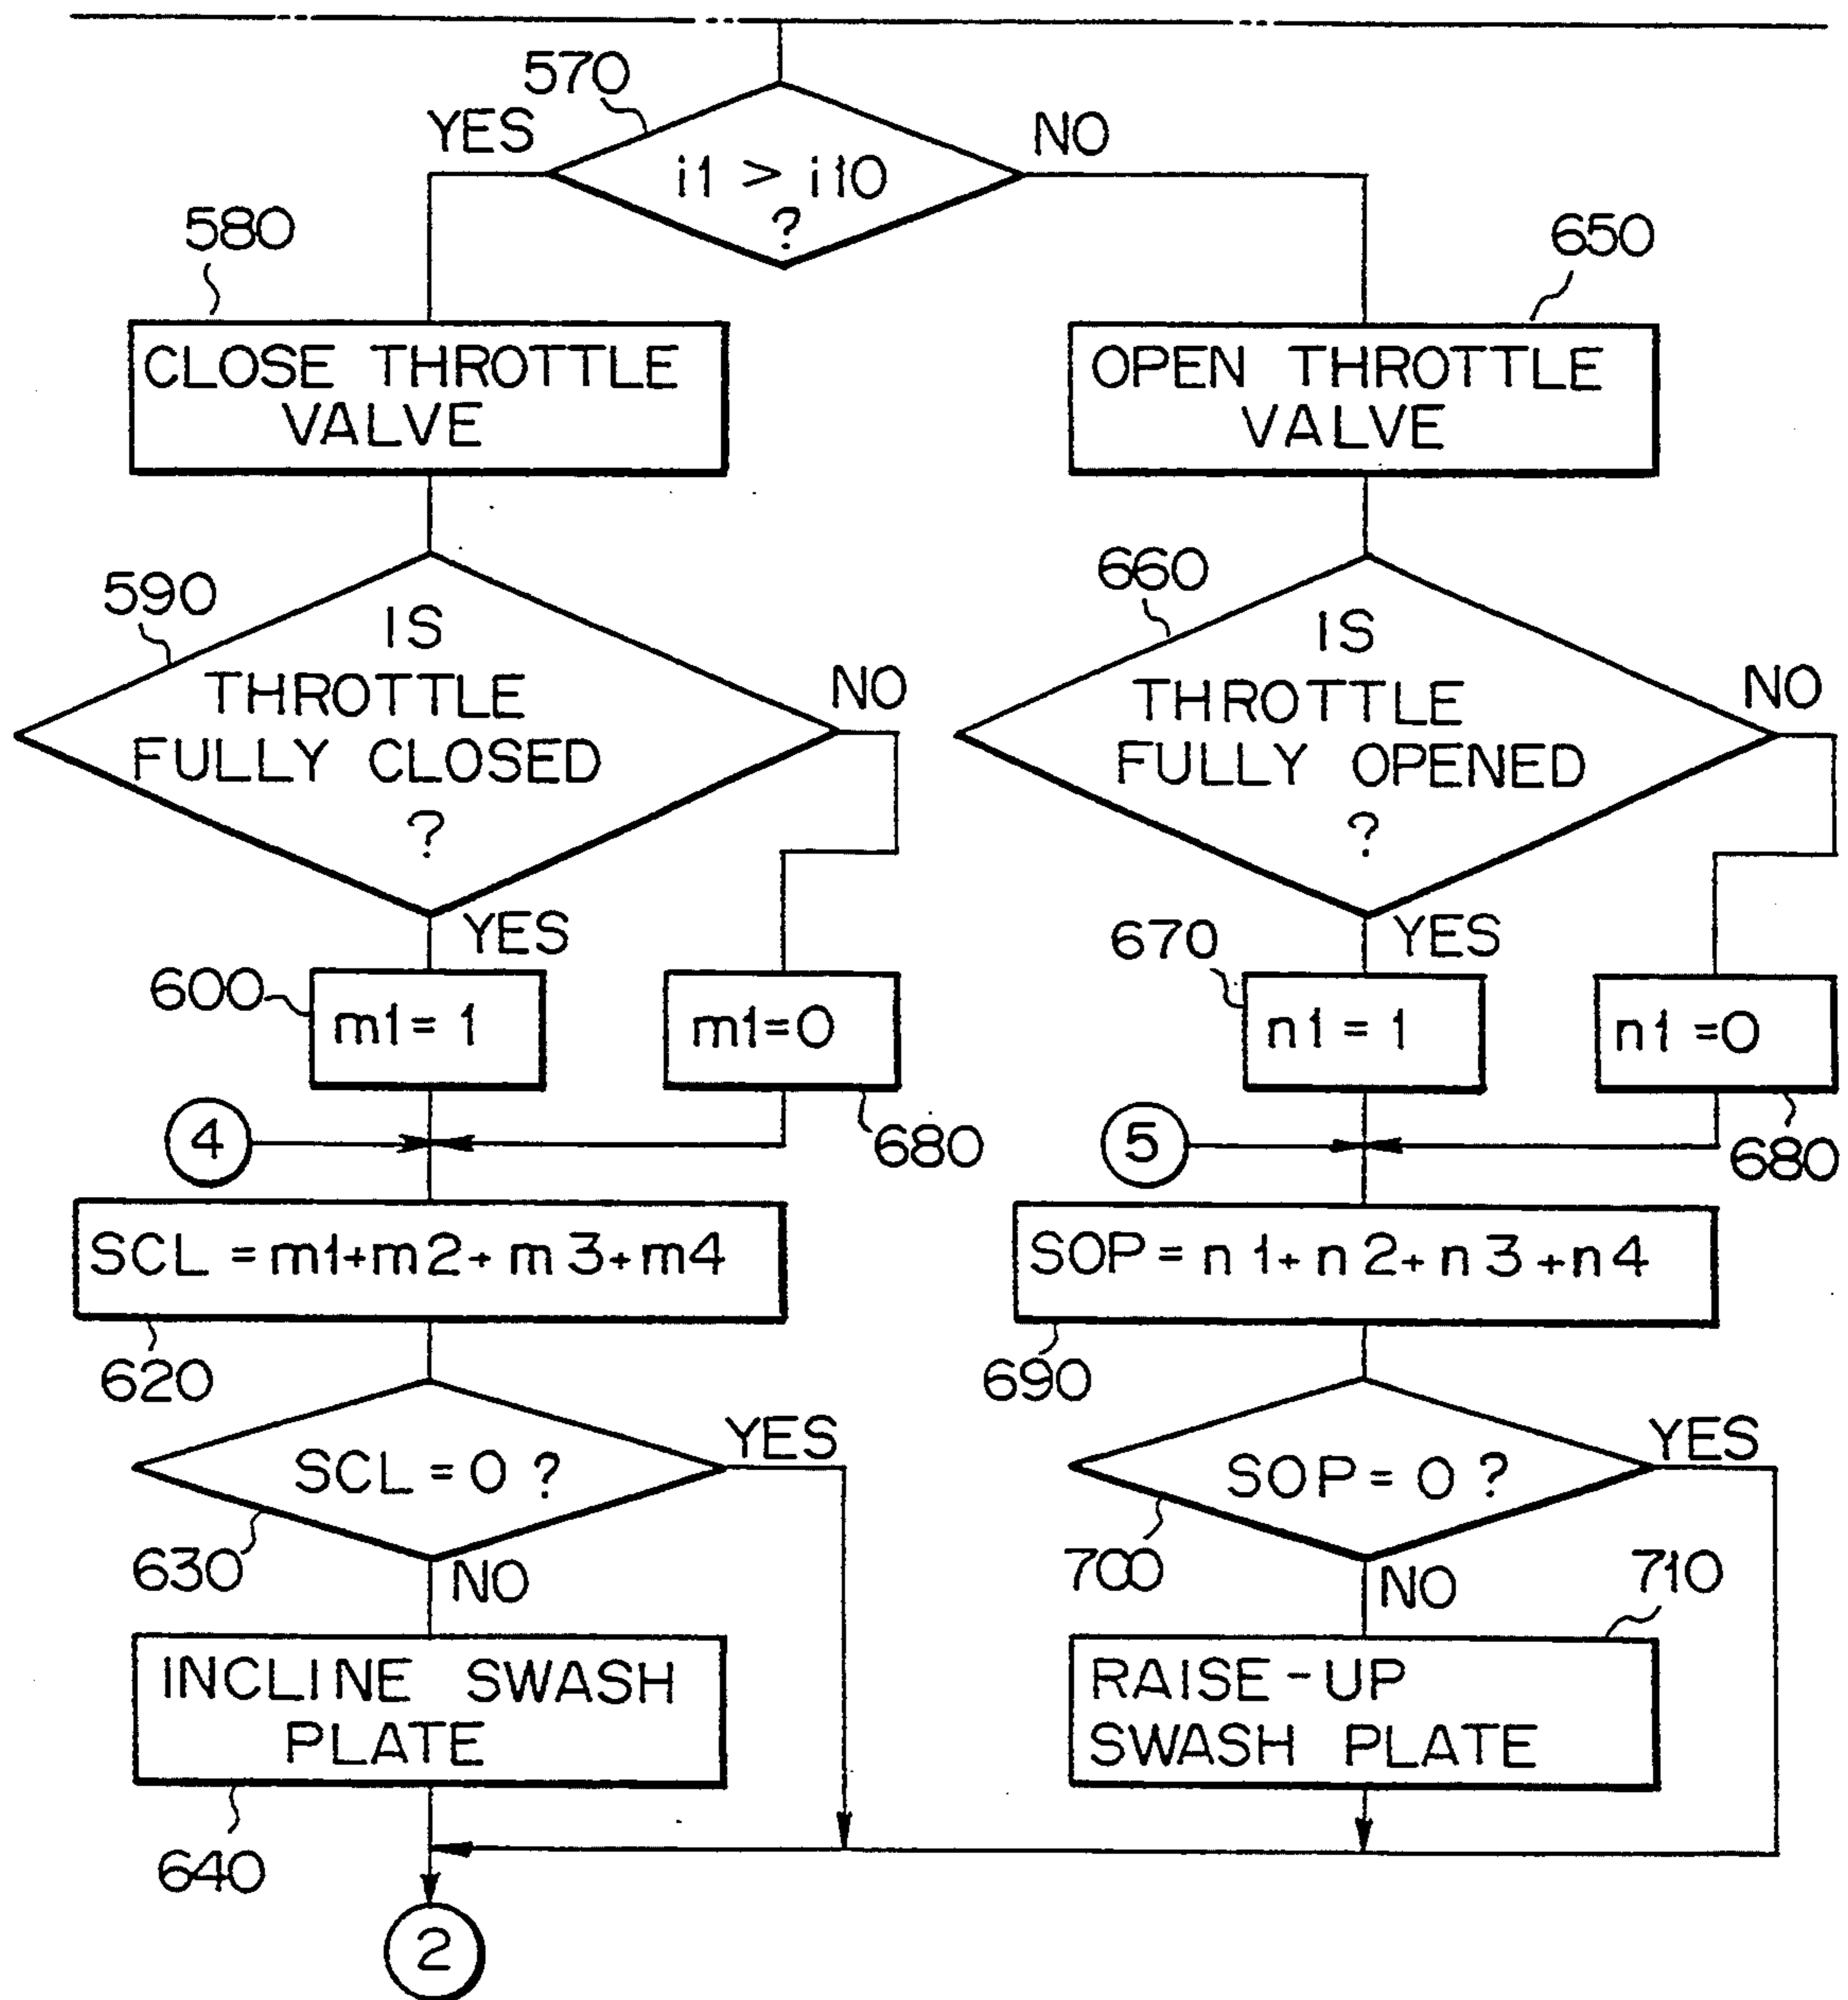 570
YES
NO
i1 > i10
?
580
650
CLOSE THROTTLE
VALVE
OPEN THROTTLE
VALVE
590
IS
THROTTLE
FULLY CLOSED
?
NO
660
IS
THROTTLE
FULLY OPENED
?
NO
YES
YES
600
m1= 1
m1=0
680
670
n1 = 1
n1 =0
680
4
5
SCL = m1+m2+ m3+m4
620
SOP = n1+ n2+ n3 +n4
690
SCL = 0 ?
YES
630
NO
SOP = 0 ?
YES
700
NO
710
INCLINE SWASH
PLATE
640
RAISE-UP
SWASH PLATE
2